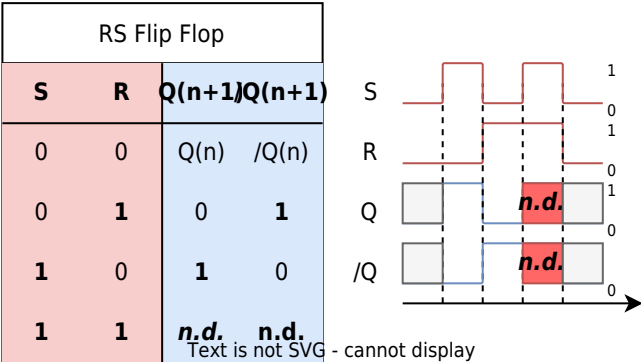 RS Flip Flop
S R Q(n+1) /Q(n+1)
0 0 Q(n) /Q(n)
0 1 0 1
1 0 1 0
1 1 n.d. n.d.
S 1 0
R 1 0
Q n.d. 1 0
/Q n.d. 0
Text is not SVG - cannot display